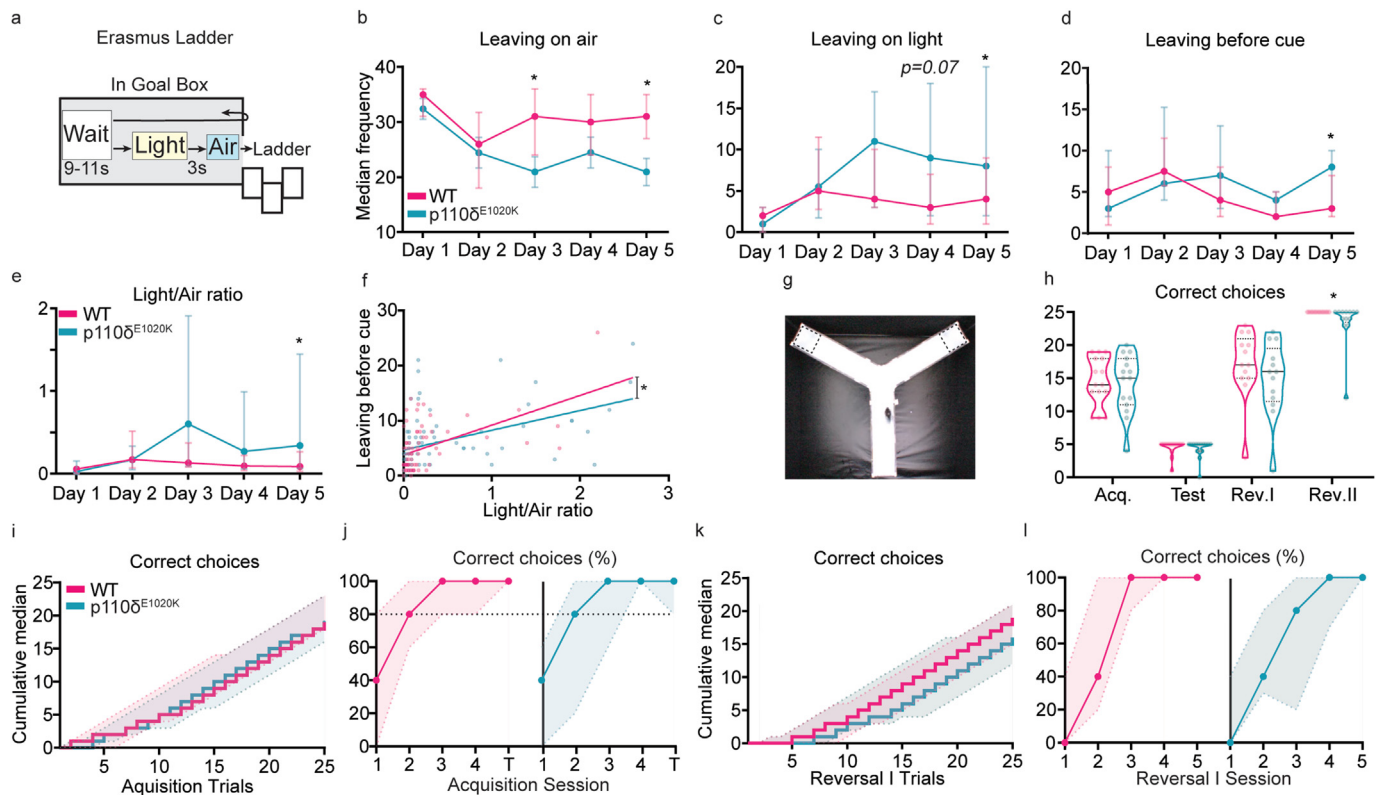 a
Erasmus Ladder
In Goal Box
Wait
Light
Air
Ladder
9-11s
3s
b
Leaving on air
Median frequency
40
30
20
10
*
*
WT
p110δE1020K
Day 1 Day 2 Day 3 Day 4 Day 5
c
Leaving on light
p=0.07
*
20
15
10
5
0
Day 1 Day 2 Day 3 Day 4 Day 5
d
Leaving before cue
20
15
10
5
0
*
Day 1 Day 2 Day 3 Day 4 Day 5
e
Light/Air ratio
WT
p110δE1020K
2
1
0
*
Day 1 Day 2 Day 3 Day 4 Day 5
f
Leaving before cue
30
20
10
0
*
0 1 2 3
Light/Air ratio
g
h
Correct choices
*
25
20
15
10
5
0
Acq. Test Rev.I Rev.II
i
Correct choices
WT
p110δE1020K
Cumulative median
25
20
15
10
5
0
5 10 15 20 25
Aquisition Trials
j
Correct choices (%)
100
80
60
40
20
0
1 2 3 4 T 1 2 3 4 T
Acquisition Session
k
Correct choices
Cumulative median
25
20
15
10
5
0
5 10 15 20 25
Reversal I Trials
l
Correct choices (%)
100
80
60
40
20
0
1 2 3 4 5 1 2 3 4 5
Reversal I Session